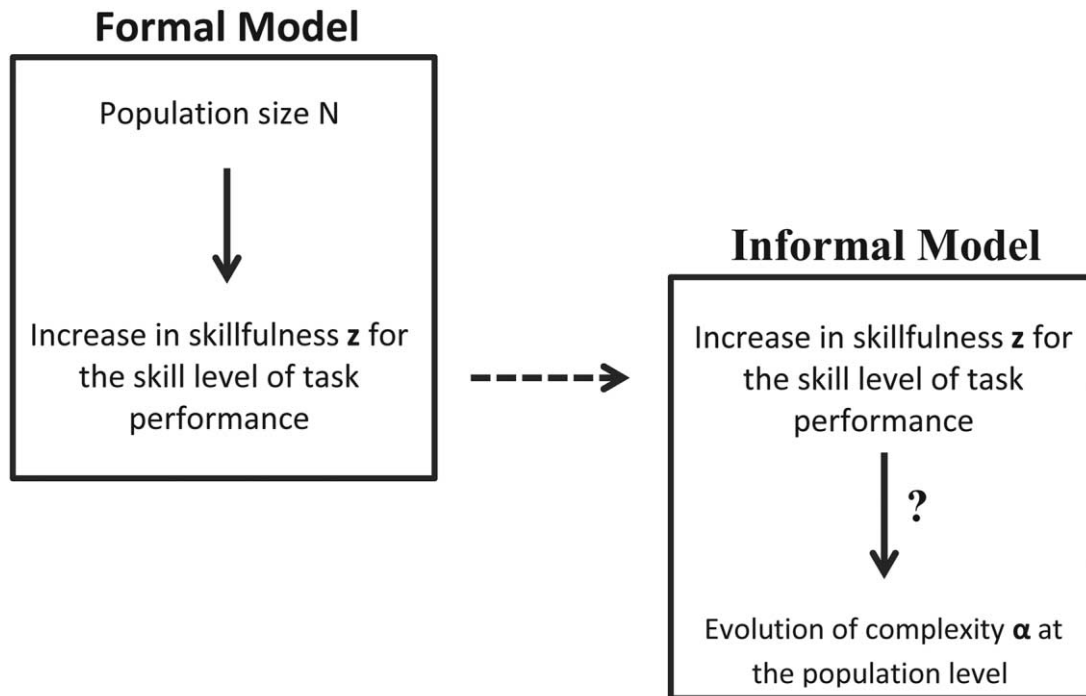 Formal Model
Population size N
Increase in skillfulness z for
the skill level of task
performance
Informal Model
Increase in skillfulness z for
the skill level of task
performance
?
Evolution of complexity α at
the population level